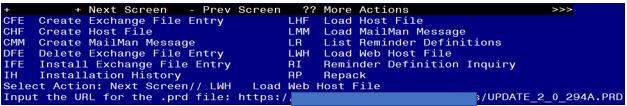 + + Next Screen - Prev Screen ?? More Actions >>>
CFE Create Exchange File Entry LHF Load Host File
CHF Create Host File LMM Load MailMan Message
CMM Create MailMan Message LR List Reminder Definitions
DFE Delete Exchange File Entry LWH Load Web Host File
IFE Install Exchange File Entry RI Reminder Definition Inquiry
IH Installation History RP Repack
Select Action: Next Screen// LWH Load Web Host File
Input the URL for the .prd file: https:/ s/UPDATE_2_0_294A.PRD